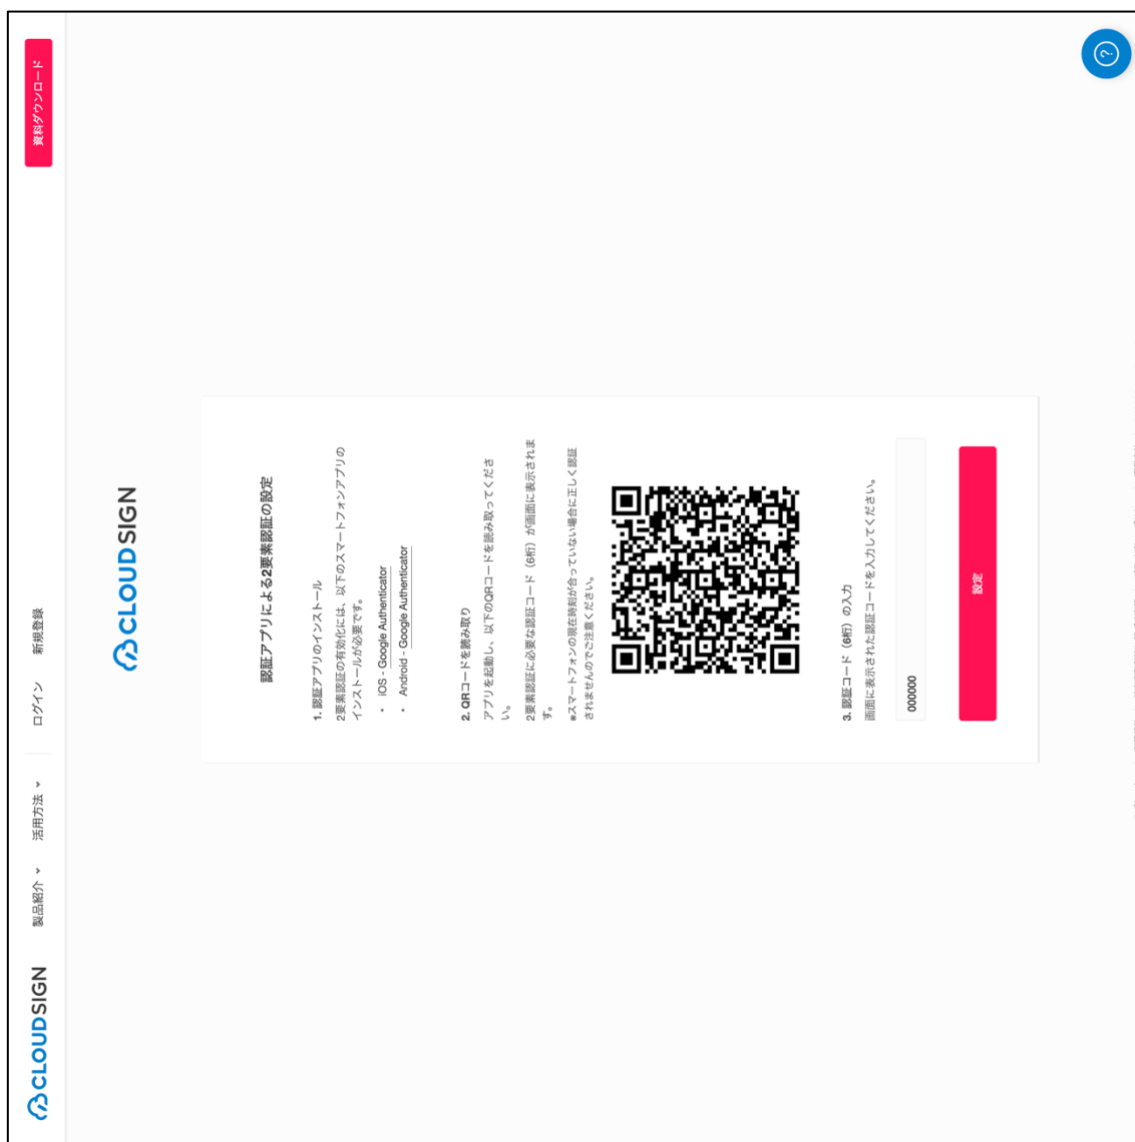 CLOUDSIGN
製品紹介
活用方法
ログイン
新規登録
資料ダウンロード
CLOUDSIGN
認証アプリによる2要素認証の設定
1. 認証アプリのインストール
2要素認証の有効化には、以下のスマートフォンアプリの
インストールが必要です。
• iOS - Google Authenticator
• Android - Google Authenticator
2. QRコードを読み取り
アプリを起動し、以下のQRコードを読み取ってくださ
い。
2要素認証に必要な認証コード（6桁）が画面に表示されま
す。
※スマートフォンの現在時刻が合っていない場合に正しく認証
されませんのでご注意ください。
3. 認証コード（6桁）の入力
画面に表示された認証コードを入力してください。
000000
設定
?